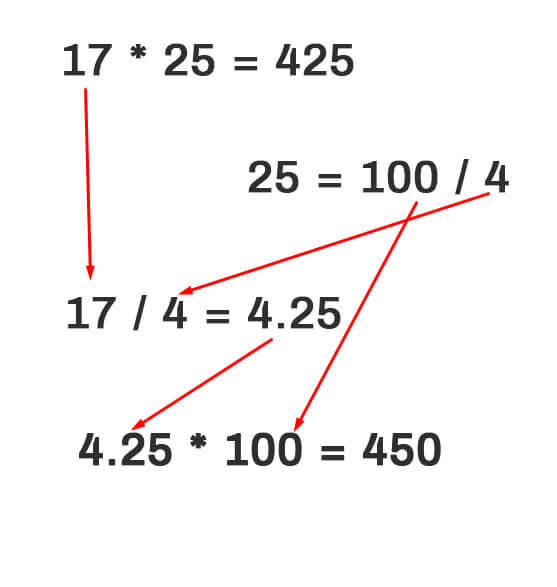 17 * 25 = 425
25 = 100 / 4
17 / 4 = 4.25
4.25 * 100 = 450